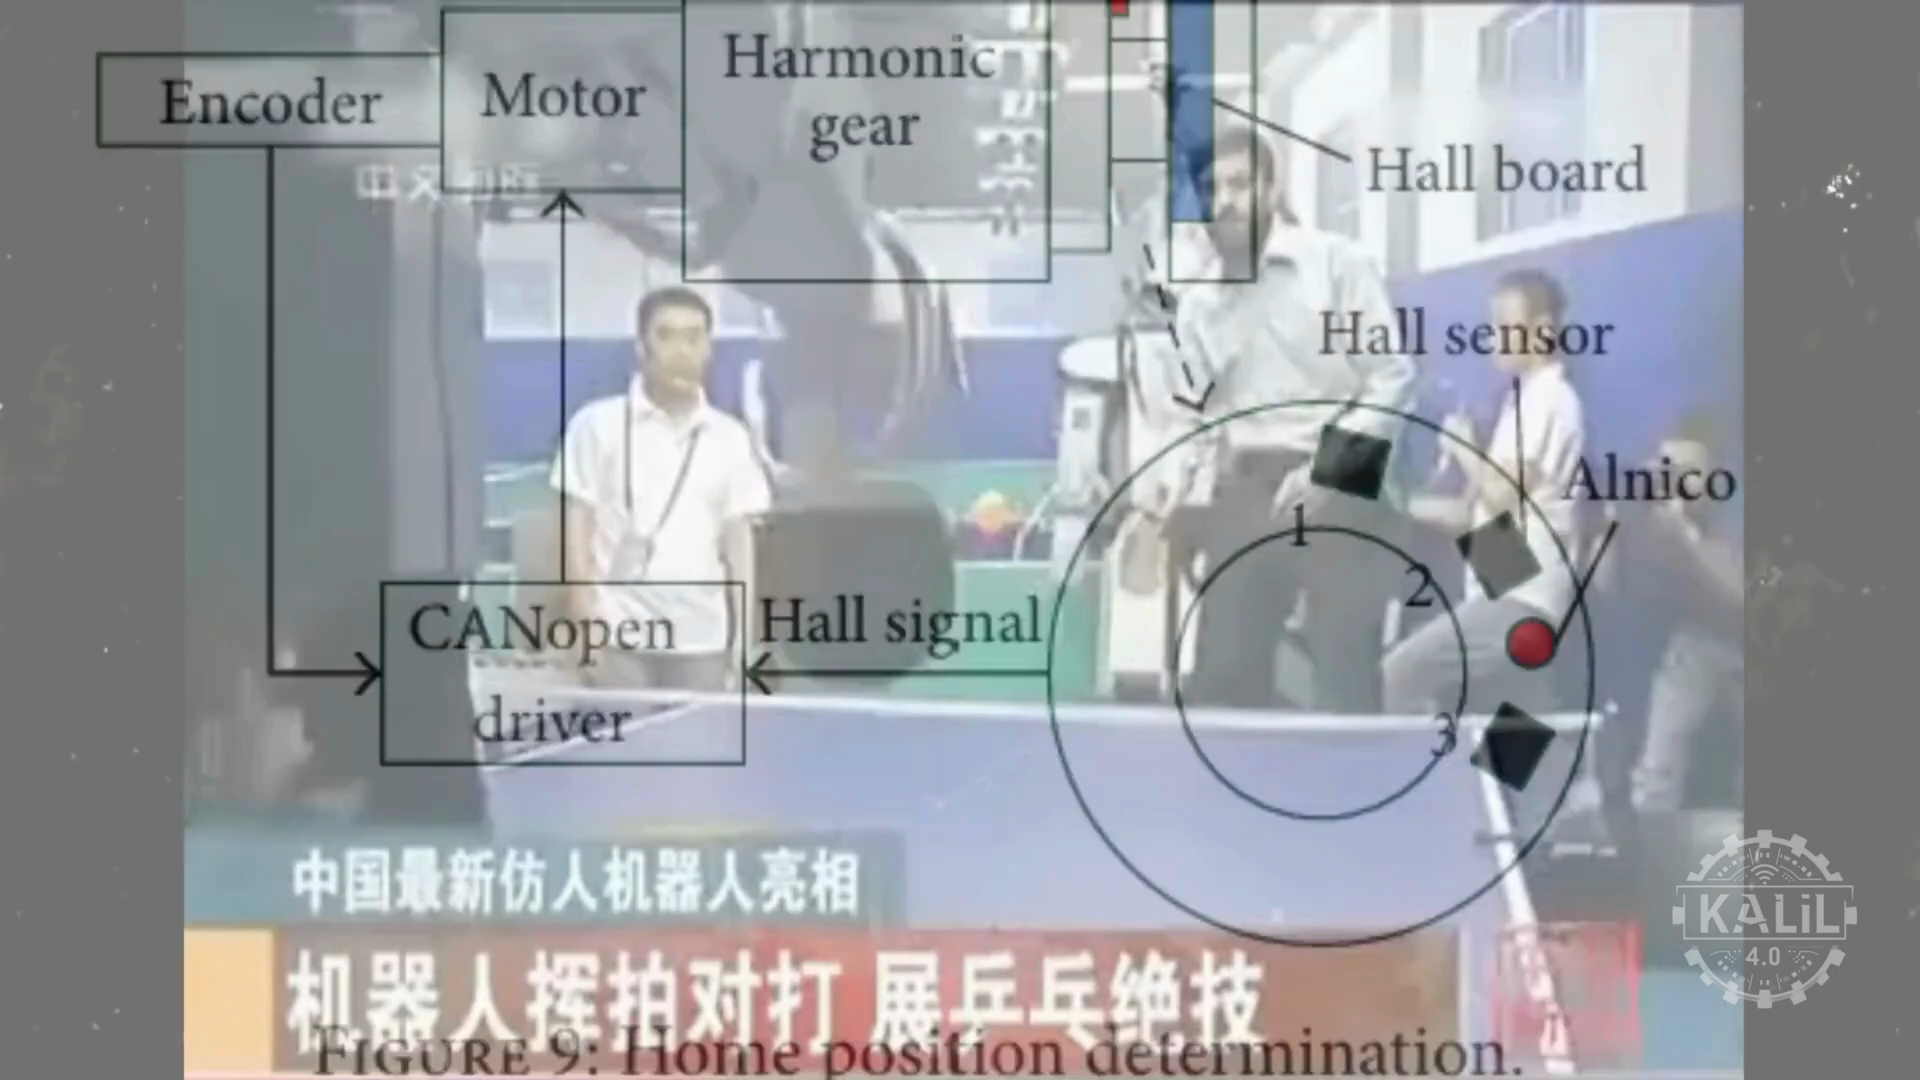 Harmonic
gear
Encoder
Motor
Hall board
Hall sensor
Alnico
1
2
3
CANopen
driver
Hall signal
中国最新仿人机器人亮相
机器人挥拍对打 展乒乓绝技
KALiL
4.0
FIGURE 9: Home position determination.